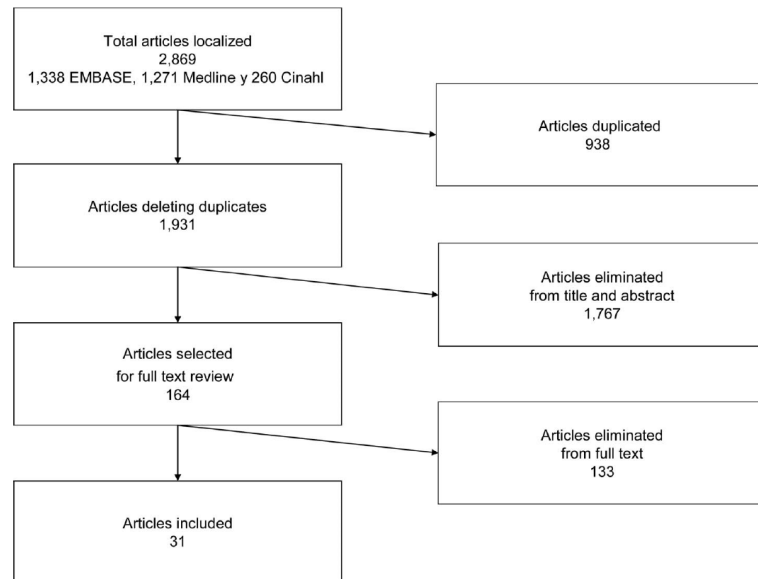 Total articles localized
2,869
1,338 EMBASE, 1,271 Medline y 260 Cinahl
Articles duplicated
938
Articles deleting duplicates
1,931
Articles eliminated
from title and abstract
1,767
Articles selected
for full text review
164
Articles eliminated
from full text
133
Articles included
31